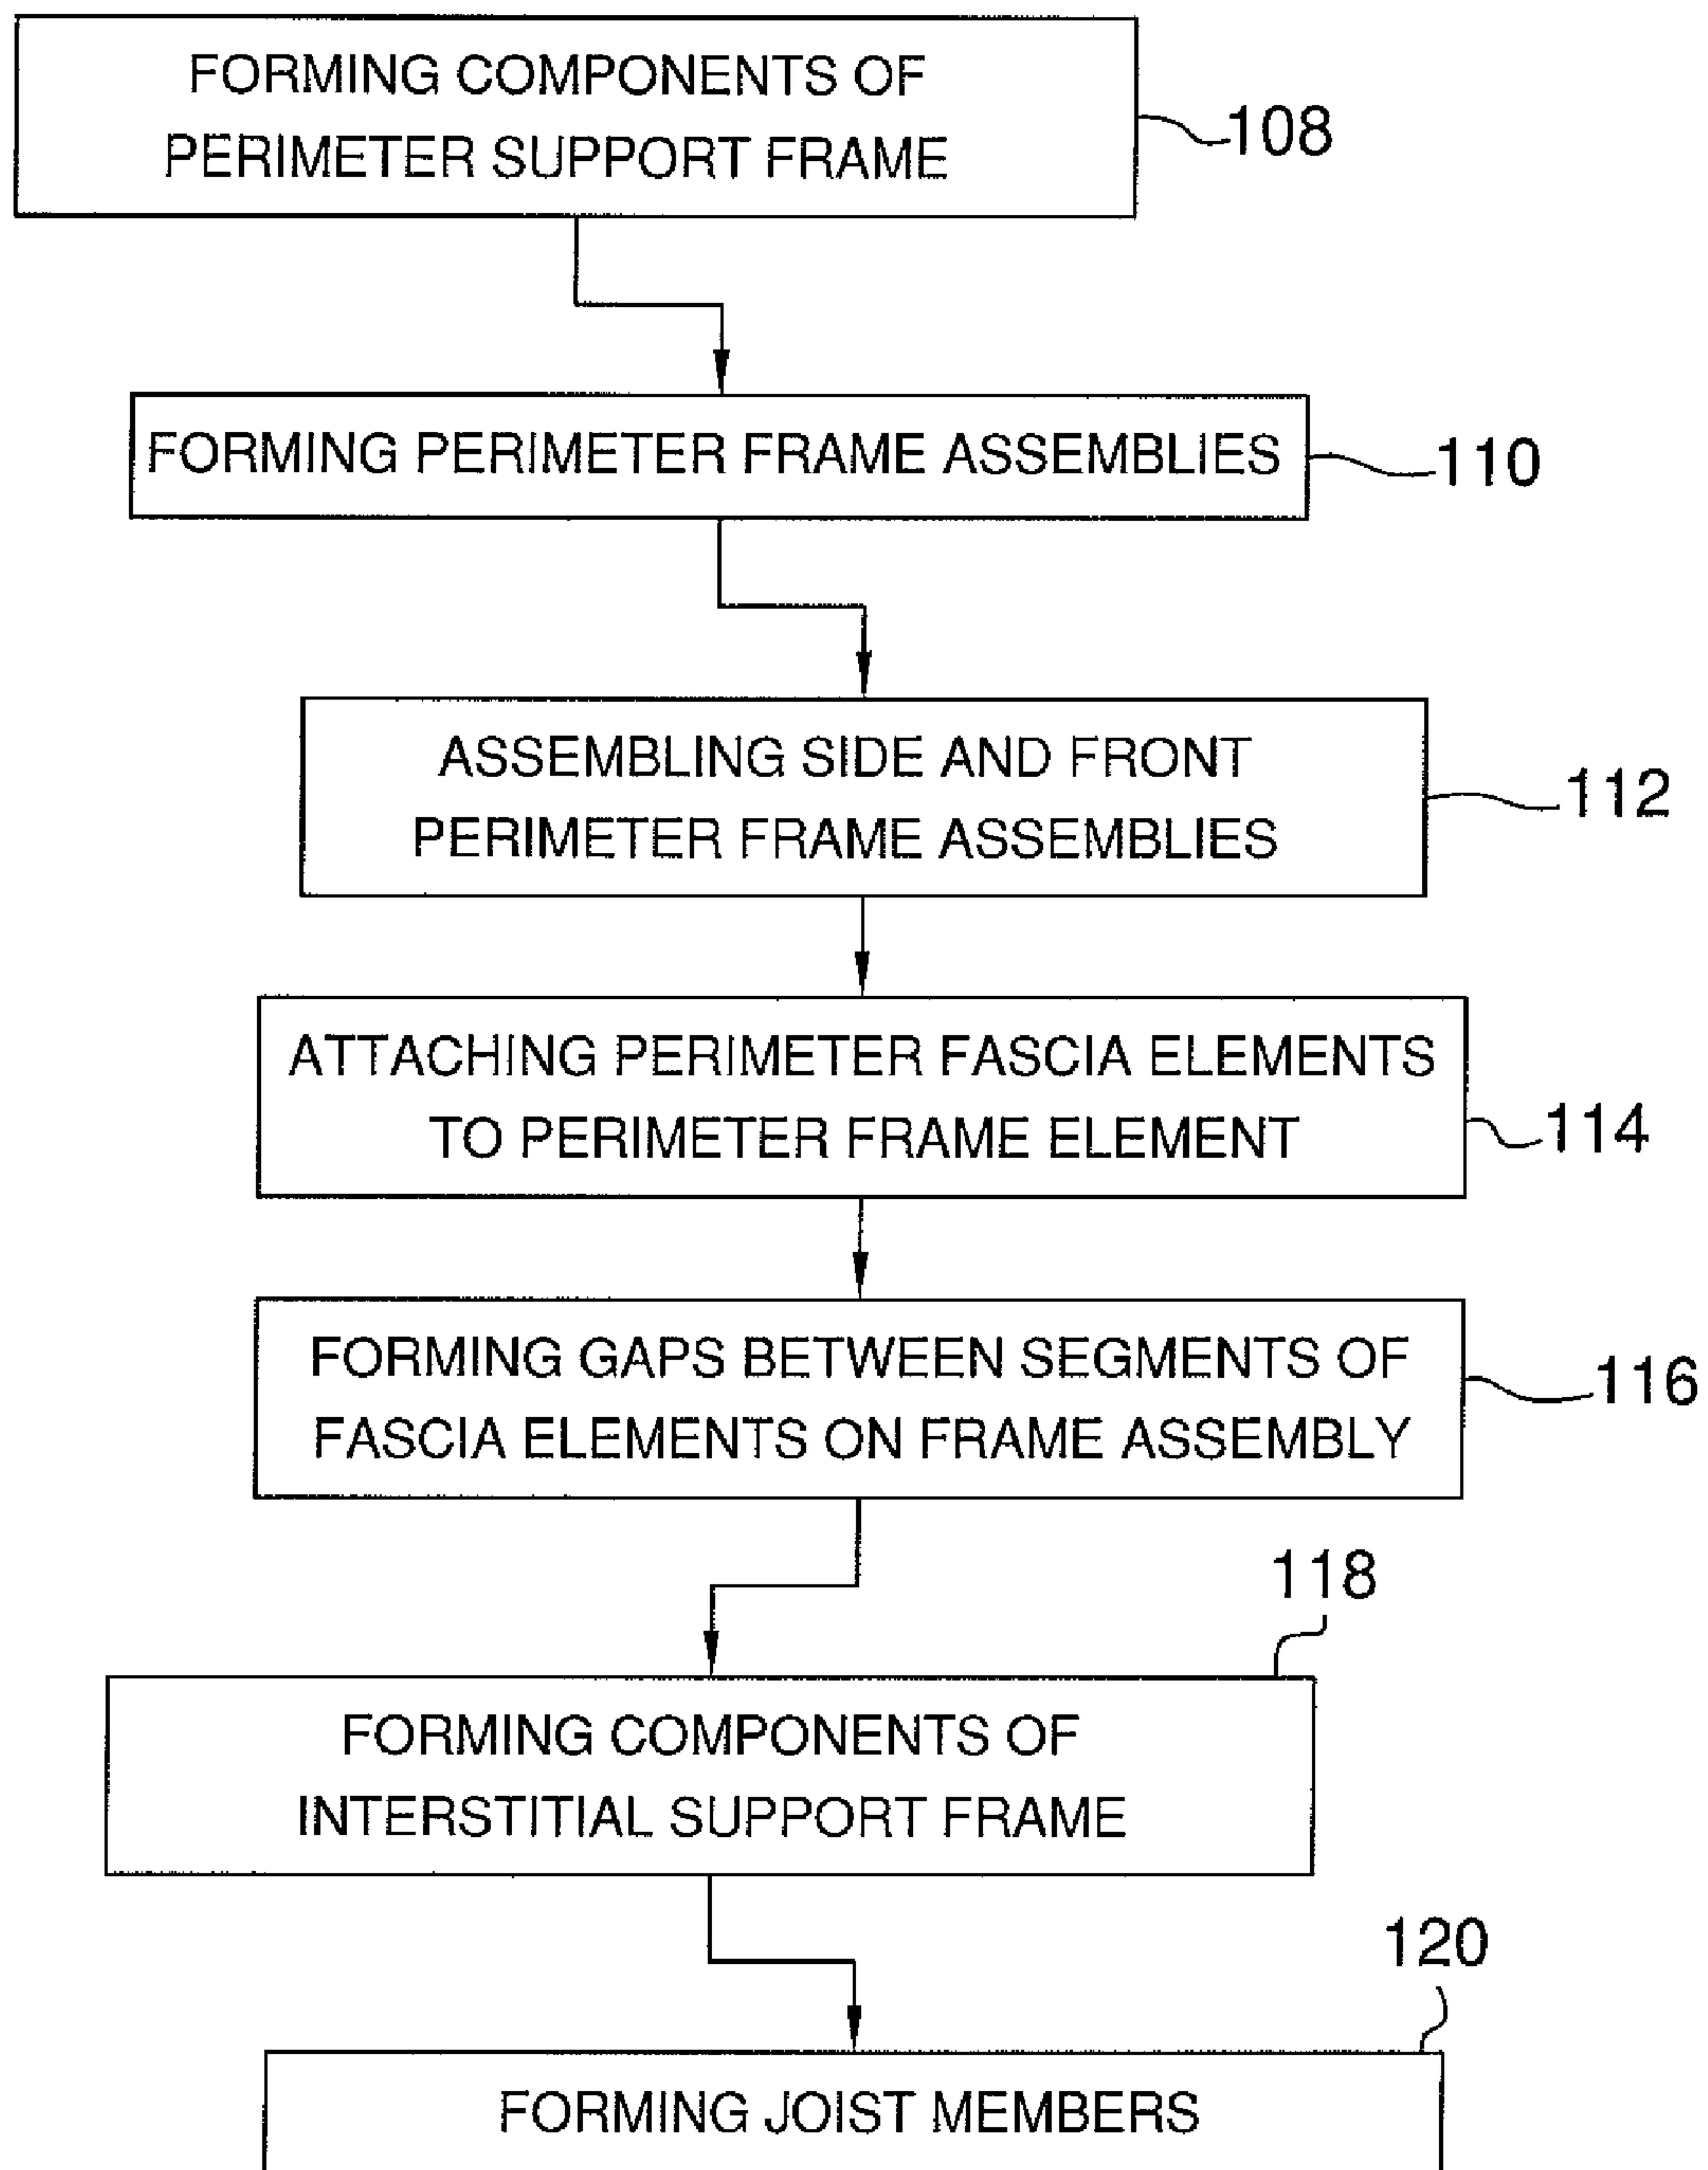 FORMING COMPONENTS OF
PERIMETER SUPPORT FRAME
108
FORMING PERIMETER FRAME ASSEMBLIES
110
ASSEMBLING SIDE AND FRONT
PERIMETER FRAME ASSEMBLIES
112
ATTACHING PERIMETER FASCIA ELEMENTS
TO PERIMETER FRAME ELEMENT
114
FORMING GAPS BETWEEN SEGMENTS OF
FASCIA ELEMENTS ON FRAME ASSEMBLY
116
118
FORMING COMPONENTS OF
INTERSTITIAL SUPPORT FRAME
120
FORMING JOIST MEMBERS